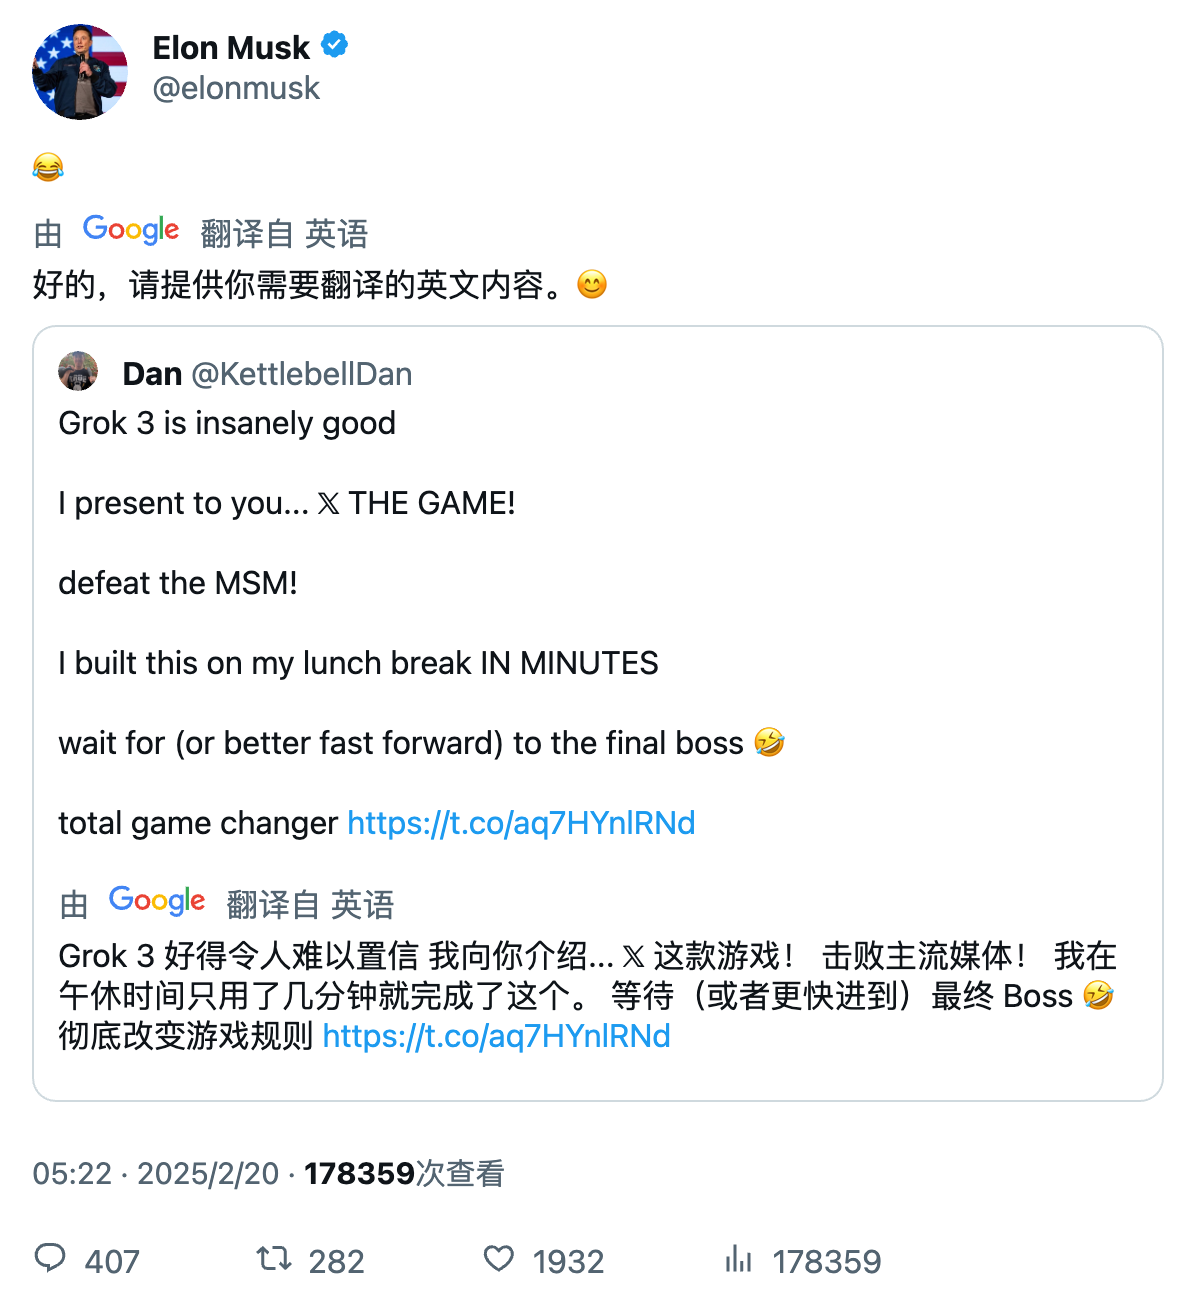 Elon Musk
@elonmusk
😂
由 Google 翻译自 英语
好的，请提供你需要翻译的英文内容。😊
Dan @KettlebellDan
Grok 3 is insanely good
I present to you... 𝕏 THE GAME!
defeat the MSM!
I built this on my lunch break IN MINUTES
wait for (or better fast forward) to the final boss 🤣
total game changer https://t.co/aq7HYnlRNd
由 Google 翻译自 英语
Grok 3 好得令人难以置信 我向你介绍... 𝕏 这款游戏！ 击败主流媒体！ 我在
午休时间只用了几分钟就完成了这个。 等待（或者更快进到）最终 Boss 🤣
彻底改变游戏规则 https://t.co/aq7HYnlRNd
05:22 · 2025/2/20 · 178359次查看
407 282 1932 178359